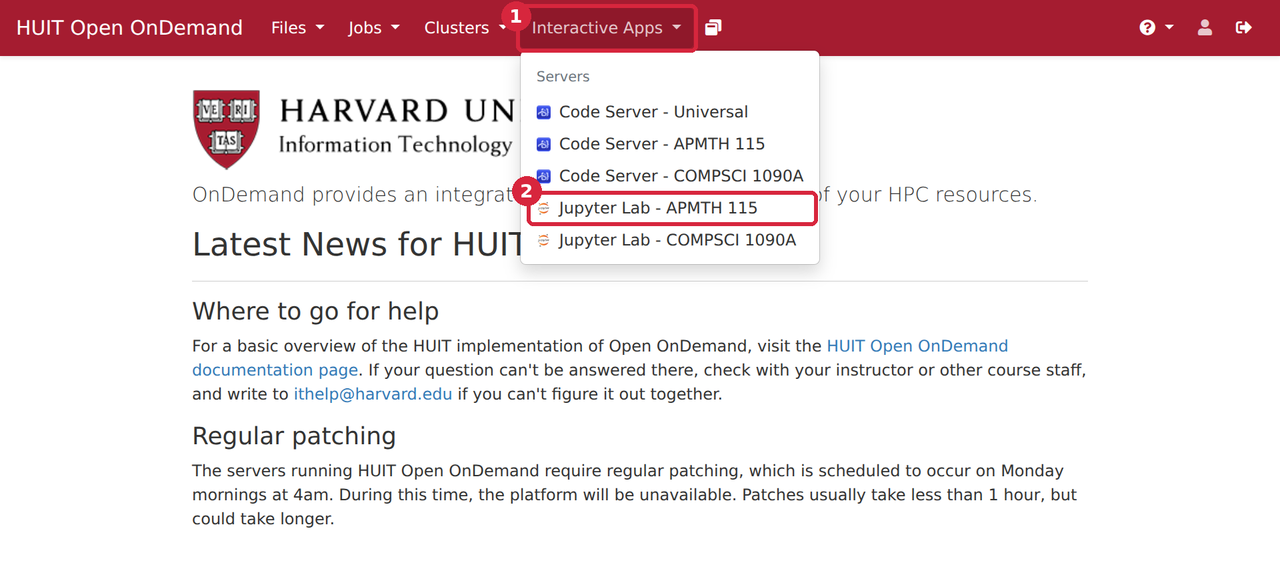 HUIT Open OnDemand Files Jobs Clusters 1 Interactive Apps
Servers
Code Server - Universal
Code Server - APMTH 115
Code Server - COMPSCI 1090A
2 Jupyter Lab - APMTH 115
Jupyter Lab - COMPSCI 1090A
VE RI TAS
HARVARD UN
Information Technology
OnDemand provides an integrat of your HPC resources.
Latest News for HUIT
Where to go for help
For a basic overview of the HUIT implementation of Open OnDemand, visit the HUIT Open OnDemand
documentation page. If your question can't be answered there, check with your instructor or other course staff,
and write to ithelp@harvard.edu if you can't figure it out together.
Regular patching
The servers running HUIT Open OnDemand require regular patching, which is scheduled to occur on Monday
mornings at 4am. During this time, the platform will be unavailable. Patches usually take less than 1 hour, but
could take longer.